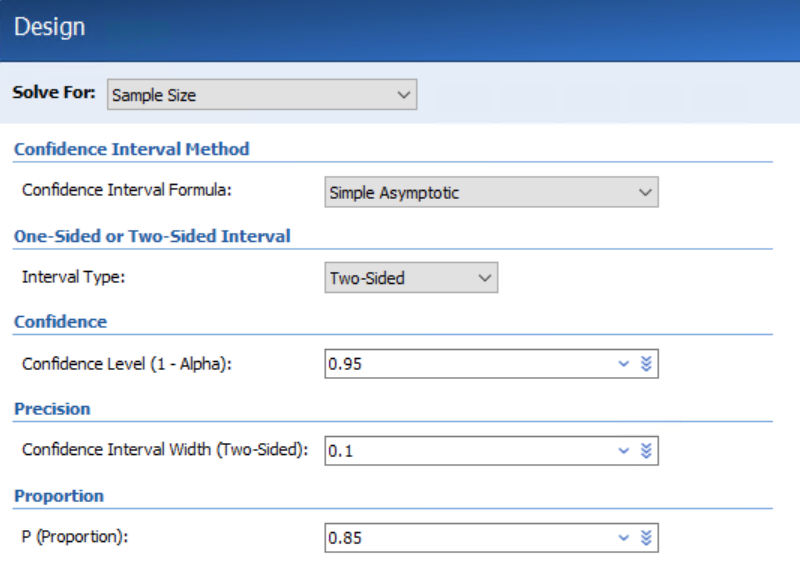 Design
Solve For: Sample Size
Confidence Interval Method
Confidence Interval Formula: Simple Asymptotic
One-Sided or Two-Sided Interval
Interval Type: Two-Sided
Confidence
Confidence Level (1 - Alpha): 0.95
Precision
Confidence Interval Width (Two-Sided): 0.1
Proportion
P (Proportion): 0.85